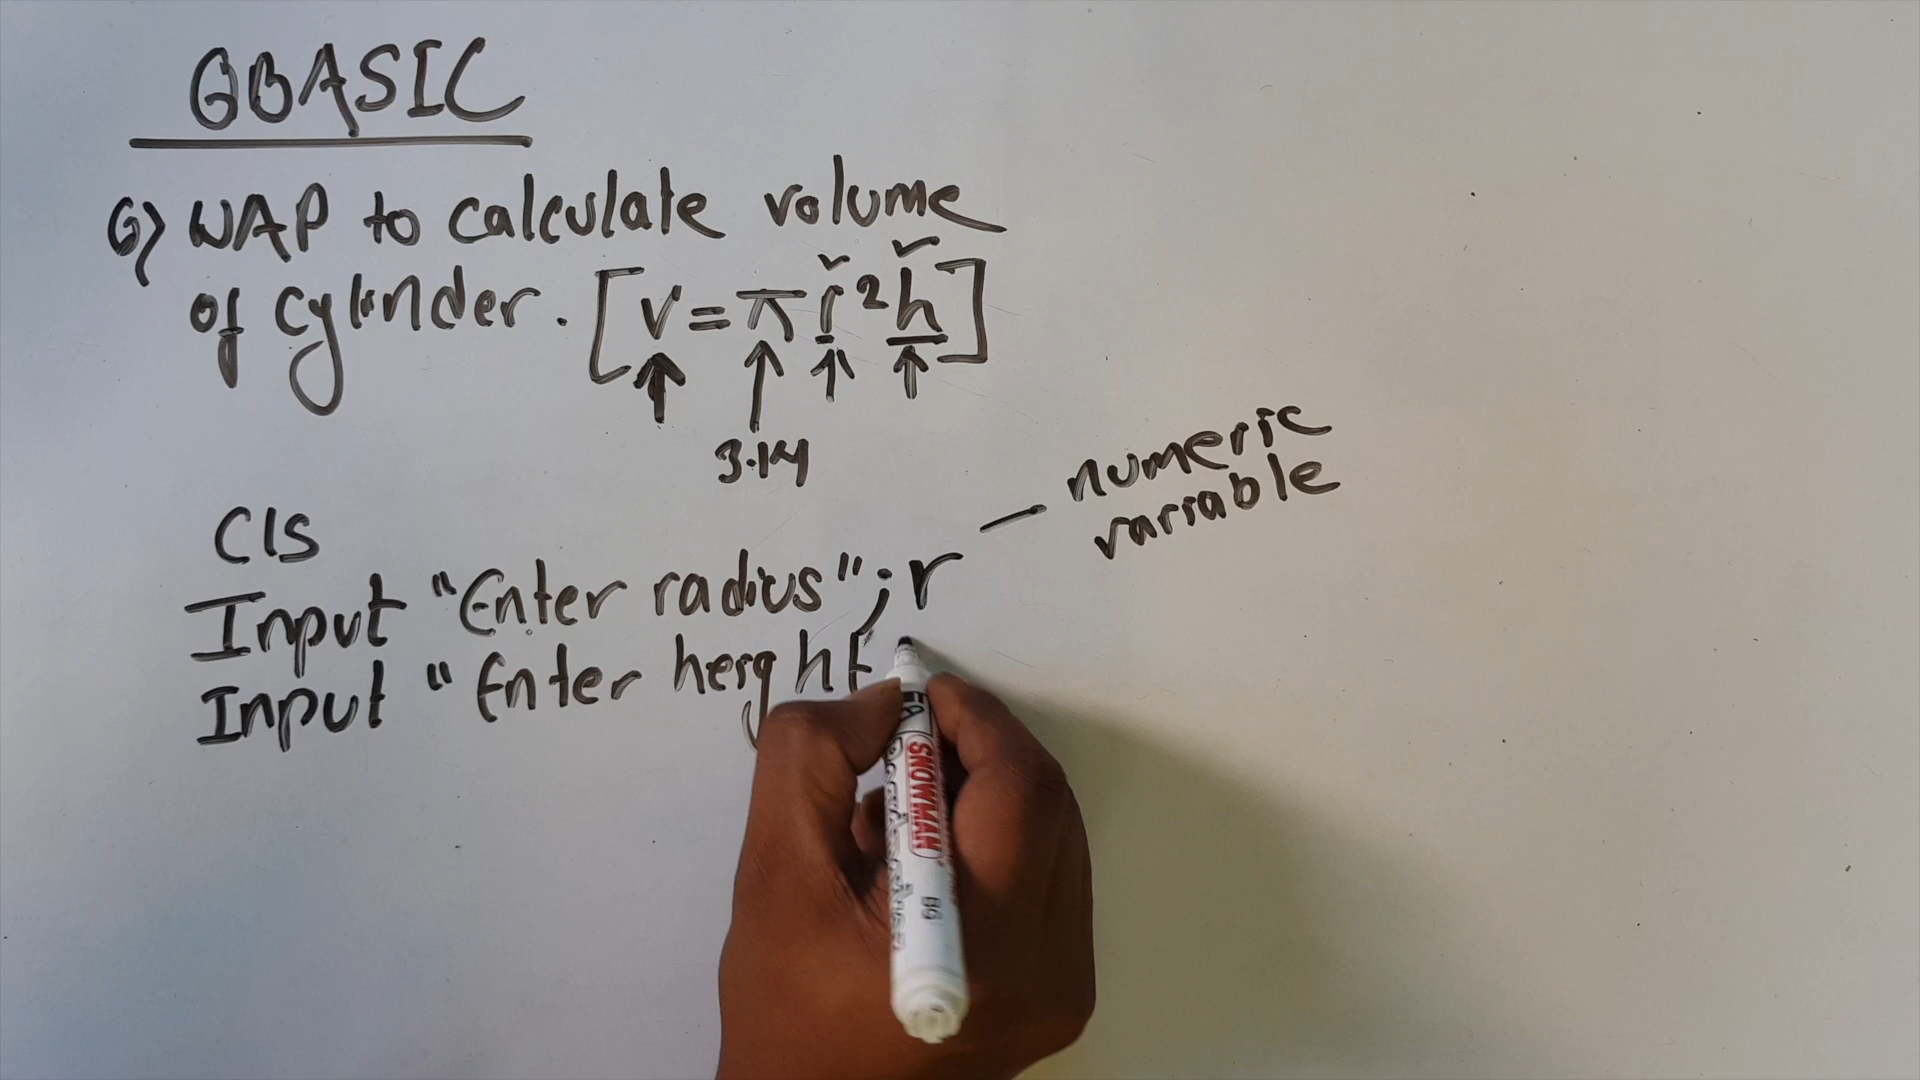 QBASIC
Q) WAP to calculate volume
of cylinder. [V = π r² h]
3.14
numeric
variable
Cls
Input "Enter radius" ; r —
Input "Enter height"
SNOWMAN
BG